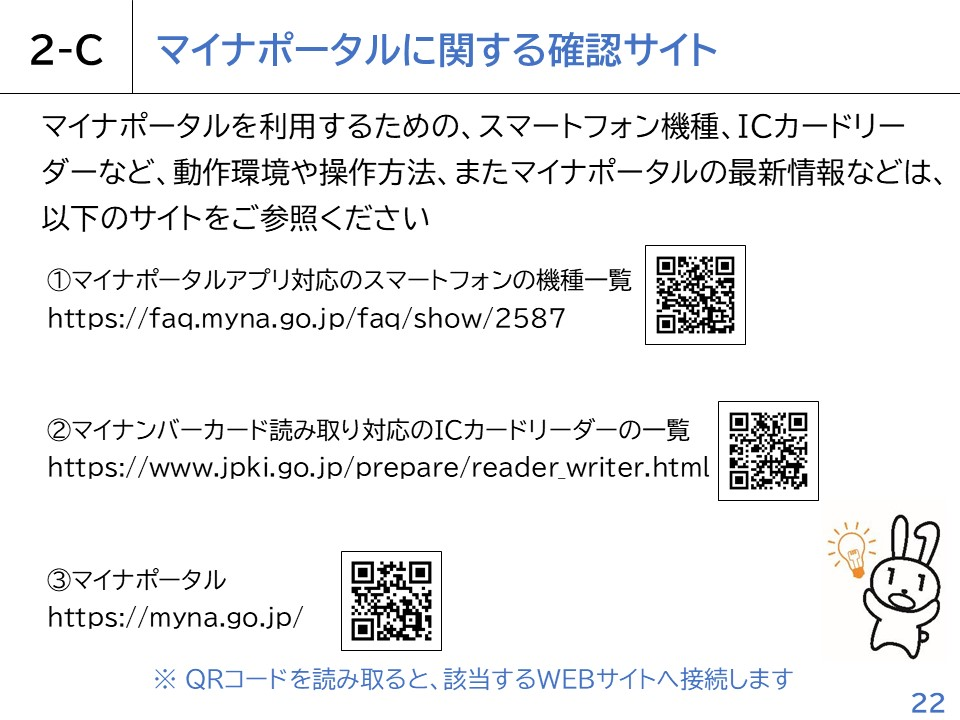 2-C
マイナポータルに関する確認サイト
マイナポータルを利用するための、スマートフォン機種、ICカードリー
ダーなど、動作環境や操作方法、またマイナポータルの最新情報などは、
以下のサイトをご参照ください
①マイナポータルアプリ対応のスマートフォンの機種一覧
https://faq.myna.go.jp/faq/show/2587
②マイナンバーカード読み取り対応のICカードリーダーの一覧
https://www.jpki.go.jp/prepare/reader_writer.html
③マイナポータル
https://myna.go.jp/
※ QRコードを読み取ると、該当するWEBサイトへ接続します
22